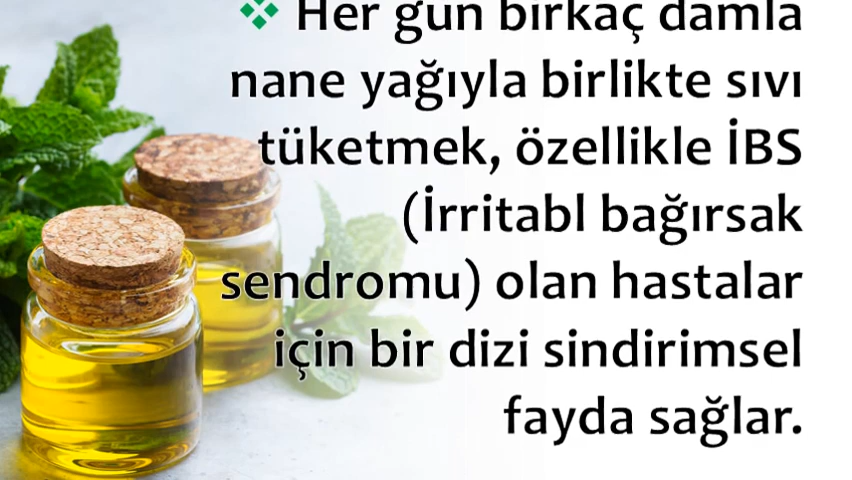 ❖ Her gün birkaç damla
nane yağıyla birlikte sıvı
tüketmek, özellikle İBS
(İrritabl bağırsak
sendromu) olan hastalar
için bir dizi sindirimsel
fayda sağlar.